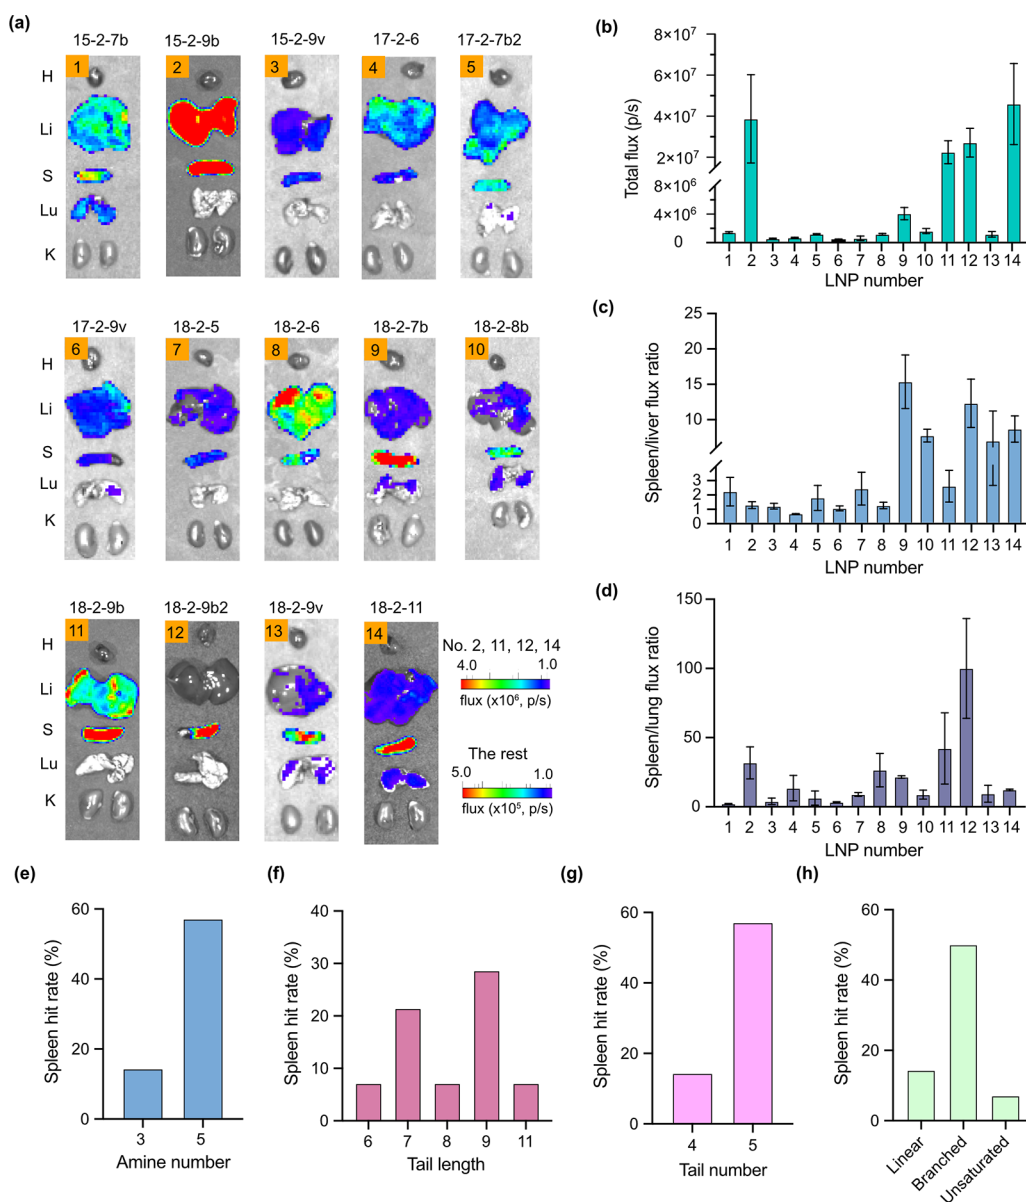 (a)
15-2-7b 15-2-9b 15-2-9v 17-2-6 17-2-7b2
1 2 3 4 5
H
Li
S
Lu
K
17-2-9v 18-2-5 18-2-6 18-2-7b 18-2-8b
6 7 8 9 10
H
Li
S
Lu
K
18-2-9b 18-2-9b2 18-2-9v 18-2-11
11 12 13 14
H
Li
S
Lu
K
No. 2, 11, 12, 14
4.0 1.0
flux (x10⁶, p/s)
The rest
5.0 1.0
flux (x10⁵, p/s)
(b)
Total flux (p/s)
8×10⁷
6×10⁷
4×10⁷
2×10⁷
8×10⁶
4×10⁶
0
1 2 3 4 5 6 7 8 9 10 11 12 13 14
LNP number
(c)
Spleen/liver flux ratio
25
20
15
10
5
3
2
1
0
1 2 3 4 5 6 7 8 9 10 11 12 13 14
LNP number
(d)
Spleen/lung flux ratio
150
100
50
0
1 2 3 4 5 6 7 8 9 10 11 12 13 14
LNP number
(e)
Spleen hit rate (%)
80
60
40
20
0
3 5
Amine number
(f)
Spleen hit rate (%)
40
30
20
10
0
6 7 8 9 11
Tail length
(g)
Spleen hit rate (%)
60
40
20
0
4 5
Tail number
(h)
Spleen hit rate (%)
60
40
20
0
Linear
Branched
Unsaturated